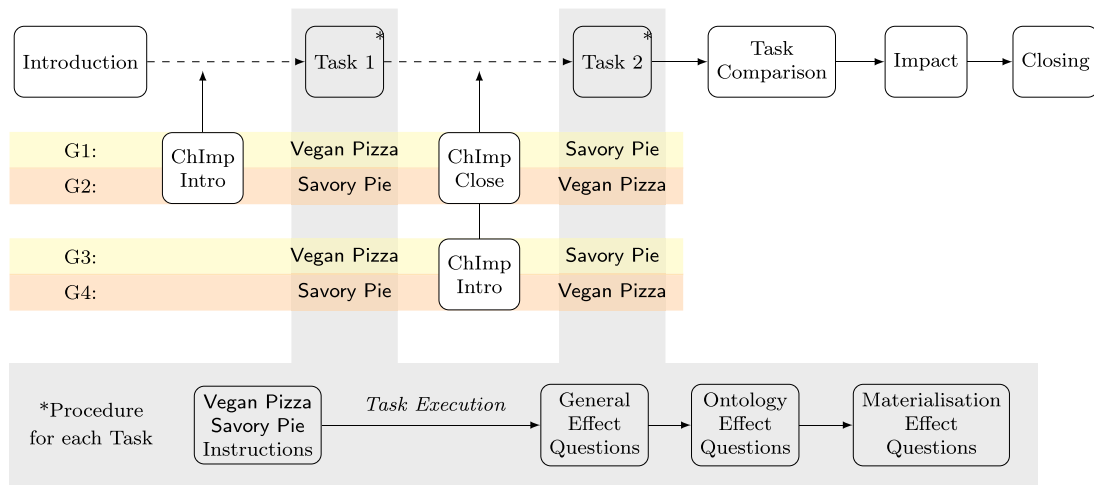 Introduction
Task 1
*
Task 2
*
Task
Comparison
Impact
Closing
G1:
Vegan Pizza
Savory Pie
G2:
Savory Pie
Vegan Pizza
ChImp
Intro
ChImp
Close
G3:
Vegan Pizza
Savory Pie
G4:
Savory Pie
Vegan Pizza
ChImp
Intro
*Procedure
for each Task
Vegan Pizza
Savory Pie
Instructions
Task Execution
General
Effect
Questions
Ontology
Effect
Questions
Materialisation
Effect
Questions